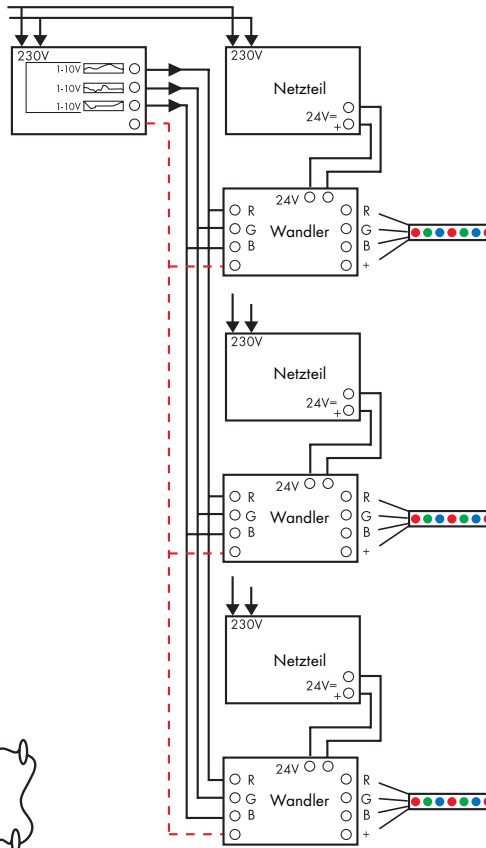 230V
1-10V
1-10V
1-10V
230V
Netzteil
24V=
+
24V
R R
G Wandler G
B B
+
230V
Netzteil
24V=
+
24V
R R
G Wandler G
B B
+
230V
Netzteil
24V=
+
24V
R R
G Wandler G
B B
+